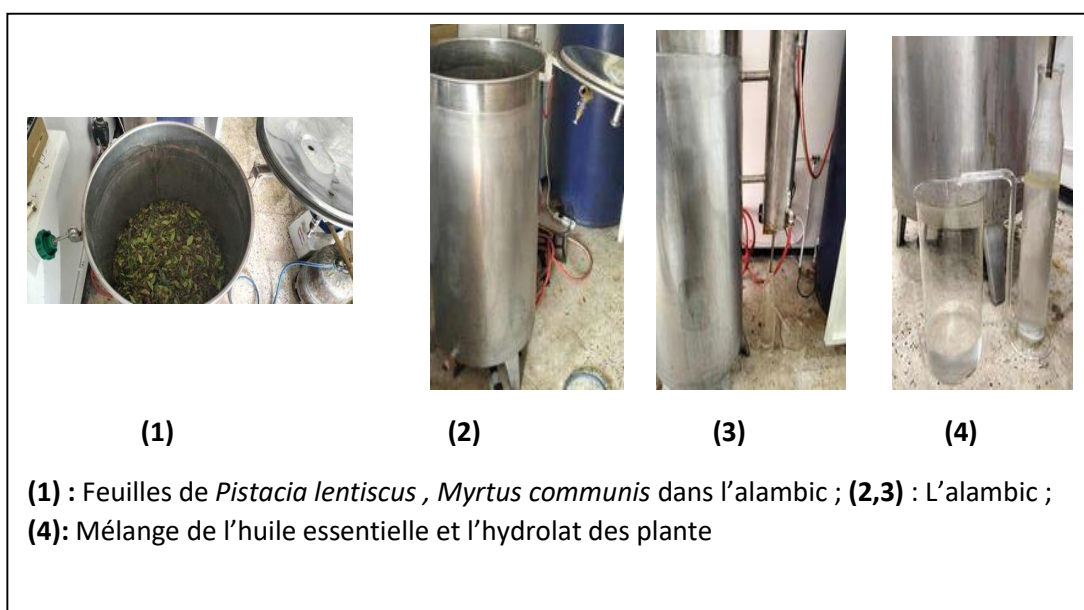 (1) (2) (3) (4)
(1) : Feuilles de Pistacia lentiscus , Myrtus communis dans l’alambic ; (2,3) : L’alambic ;
(4): Mélange de l’huile essentielle et l’hydrolat des plante